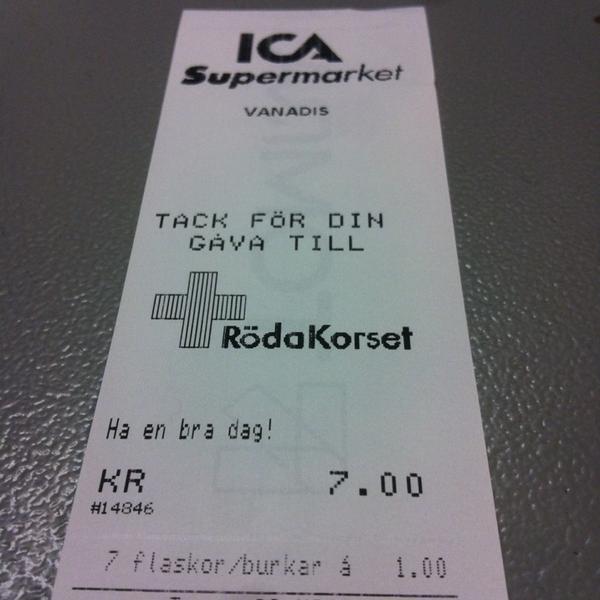 ICA
Supermarket
VANADIS
TACK FÖR DIN
GÅVA TILL
RödaKorset
Ha en bra dag!
KR 7.00
#14846
7 flaskor/burkar á 1.00